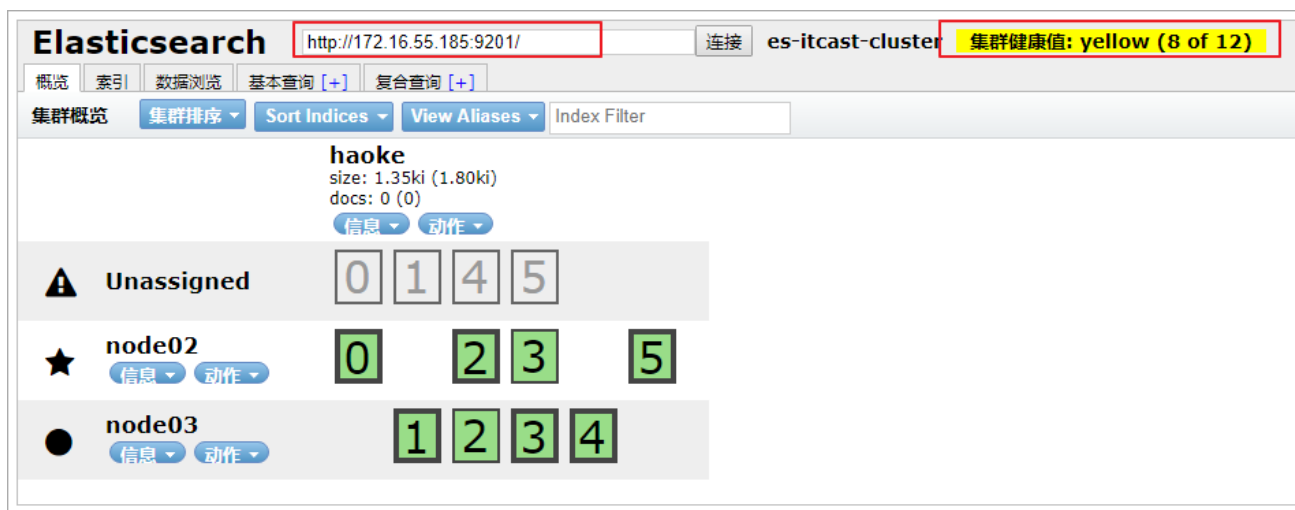 Elasticsearch http://172.16.55.185:9201/ 连接 es-itcast-cluster 集群健康值: yellow (8 of 12)
概览 索引 数据浏览 基本查询 [+] 复合查询 [+]
集群概览 集群排序 Sort Indices View Aliases Index Filter
haoke
size: 1.35ki (1.80ki)
docs: 0 (0)
信息 动作
Unassigned 0 1 4 5
node02 0 2 3 5
信息 动作
node03 1 2 3 4
信息 动作